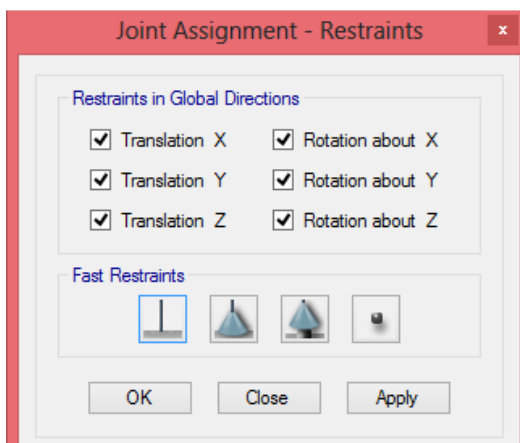 Joint Assignment - Restraints
x
Restraints in Global Directions
Translation X
Rotation about X
Translation Y
Rotation about Y
Translation Z
Rotation about Z
Fast Restraints
OK
Close
Apply